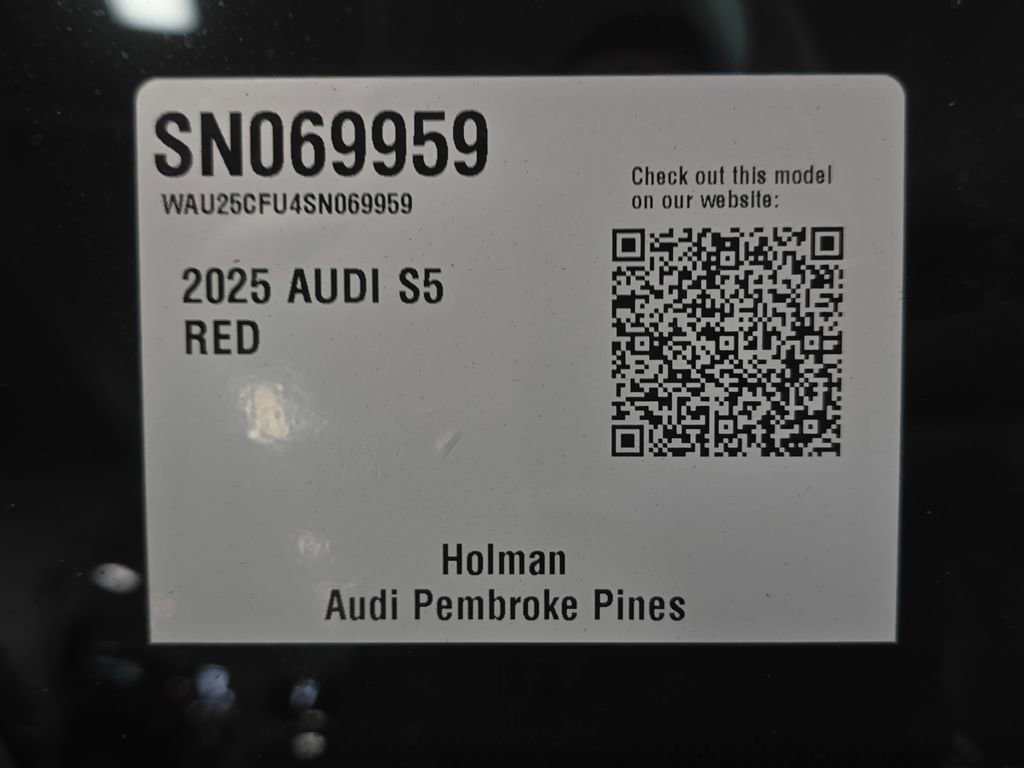 SN069959
WAU25CFU4SN069959
2025 AUDI S5
RED
Check out this model
on our website:
Holman
Audi Pembroke Pines